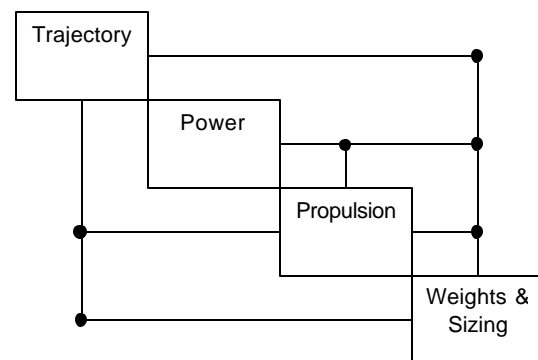 Trajectory
Power
Propulsion
Weights &
Sizing